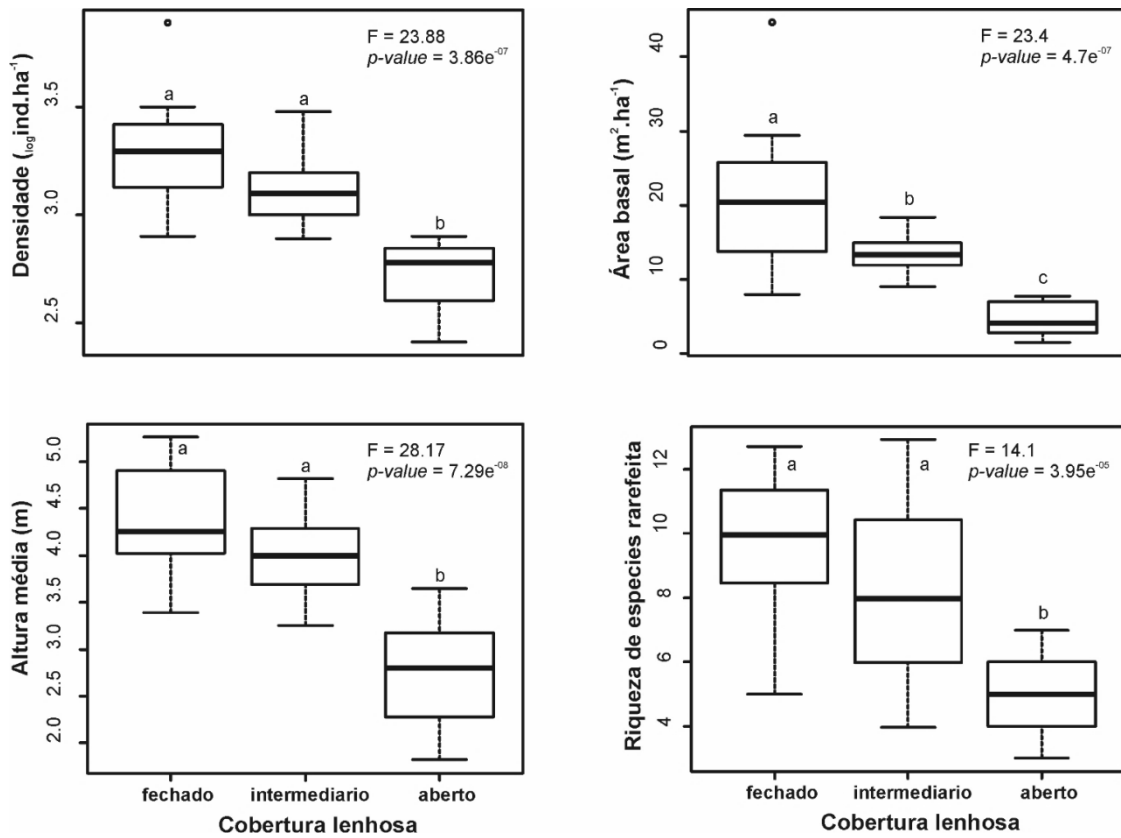 Densidade (log ind.ha-1)
3.5
3.0
2.5
F = 23.88
p-value = 3.86e-07
a
a
b
Área basal (m2.ha-1)
40
30
20
10
0
F = 23.4
p-value = 4.7e-07
a
b
c
Altura média (m)
5.0
4.5
4.0
3.5
3.0
2.5
2.0
F = 28.17
p-value = 7.29e-08
a
a
b
fechado intermediario aberto
Cobertura lenhosa
Riqueza de especies rarefeita
12
10
8
6
4
F = 14.1
p-value = 3.95e-05
a
a
b
fechado intermediario aberto
Cobertura lenhosa